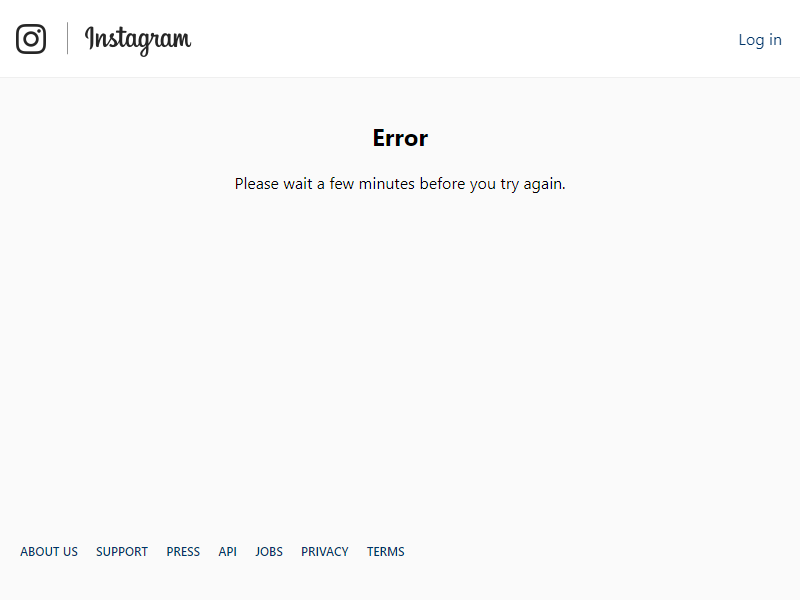 Instagram
Log in
Error
Please wait a few minutes before you try again.
ABOUT US SUPPORT PRESS API JOBS PRIVACY TERMS